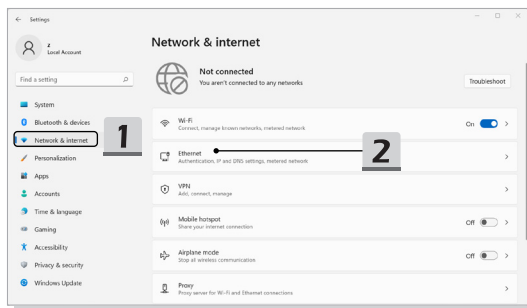 Settings
z
Local Account
Find a setting
System
Bluetooth & devices
Network & internet
Personalization
Apps
Accounts
Time & language
Gaming
Accessibility
Privacy & security
Windows Update
1
Network & internet
Not connected
You aren't connected to any networks
Troubleshoot
Wi-Fi
Connect, manage known networks, metered network
On
Ethernet
Authentication, IP and DNS settings, metered network
2
VPN
Add, connect, manage
Mobile hotspot
Share your internet connection
Off
Airplane mode
Stop all wireless communication
Off
Proxy
Proxy server for Wi-Fi and Ethernet connections